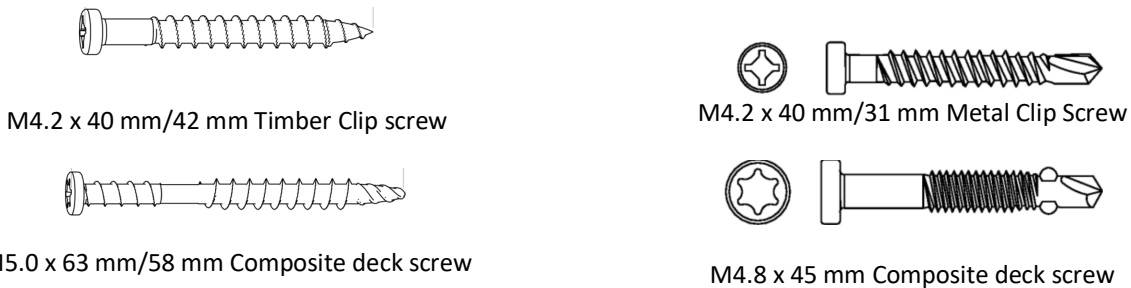 M4.2 x 40 mm/42 mm Timber Clip screw
M4.2 x 40 mm/31 mm Metal Clip Screw
M5.0 x 63 mm/58 mm Composite deck screw
M4.8 x 45 mm Composite deck screw